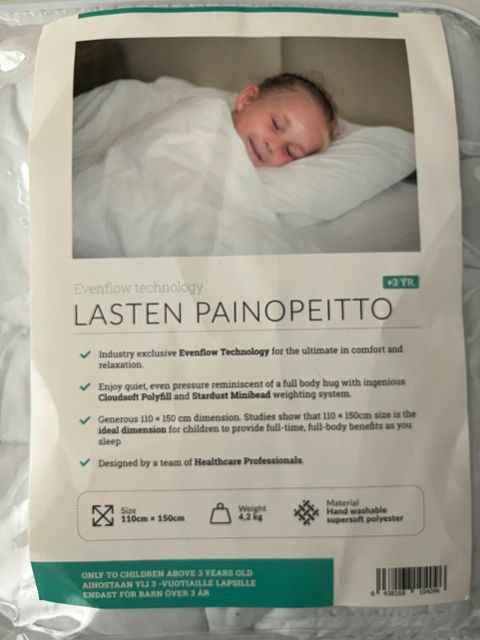 Evenflow technology
+3 YR.
LASTEN PAINOPEITTO
Industry exclusive Evenflow Technology for the ultimate in comfort and
relaxation.
Enjoy quiet, even pressure reminiscent of a full body hug with ingenious
Cloudsoft Polyfill and Stardust Minibead weighting system.
Generous 110 × 150 cm dimension. Studies show that 110 × 150cm size is the
ideal dimension for children to provide full-time, full-body benefits as you
sleep.
Designed by a team of Healthcare Professionals.
Size
110cm × 150cm
Weight
4,2 kg
Material
Hand washable
supersoft polyester
ONLY TO CHILDREN ABOVE 3 YEARS OLD
AINOSTAAN YLI 3 -VUOTIAILLE LAPSILLE
ENDAST FÖR BARN ÖVER 3 ÅR
6 438168 104096